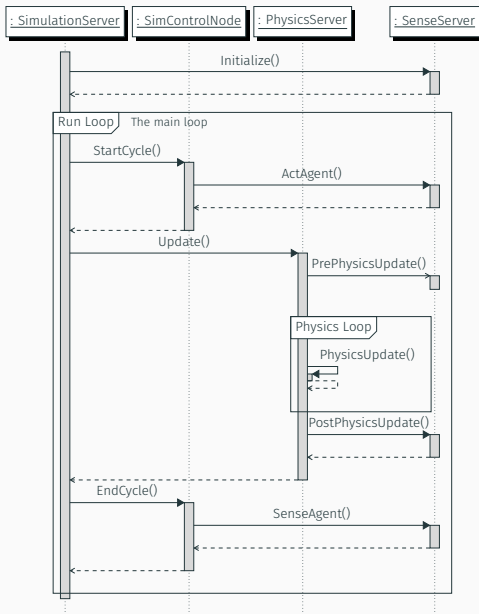 : SimulationServer
: SimControlNode
: PhysicsServer
: SenseServer
Initialize()
Run Loop
The main loop
StartCycle()
ActAgent()
Update()
PrePhysicsUpdate()
Physics Loop
PhysicsUpdate()
PostPhysicsUpdate()
EndCycle()
SenseAgent()